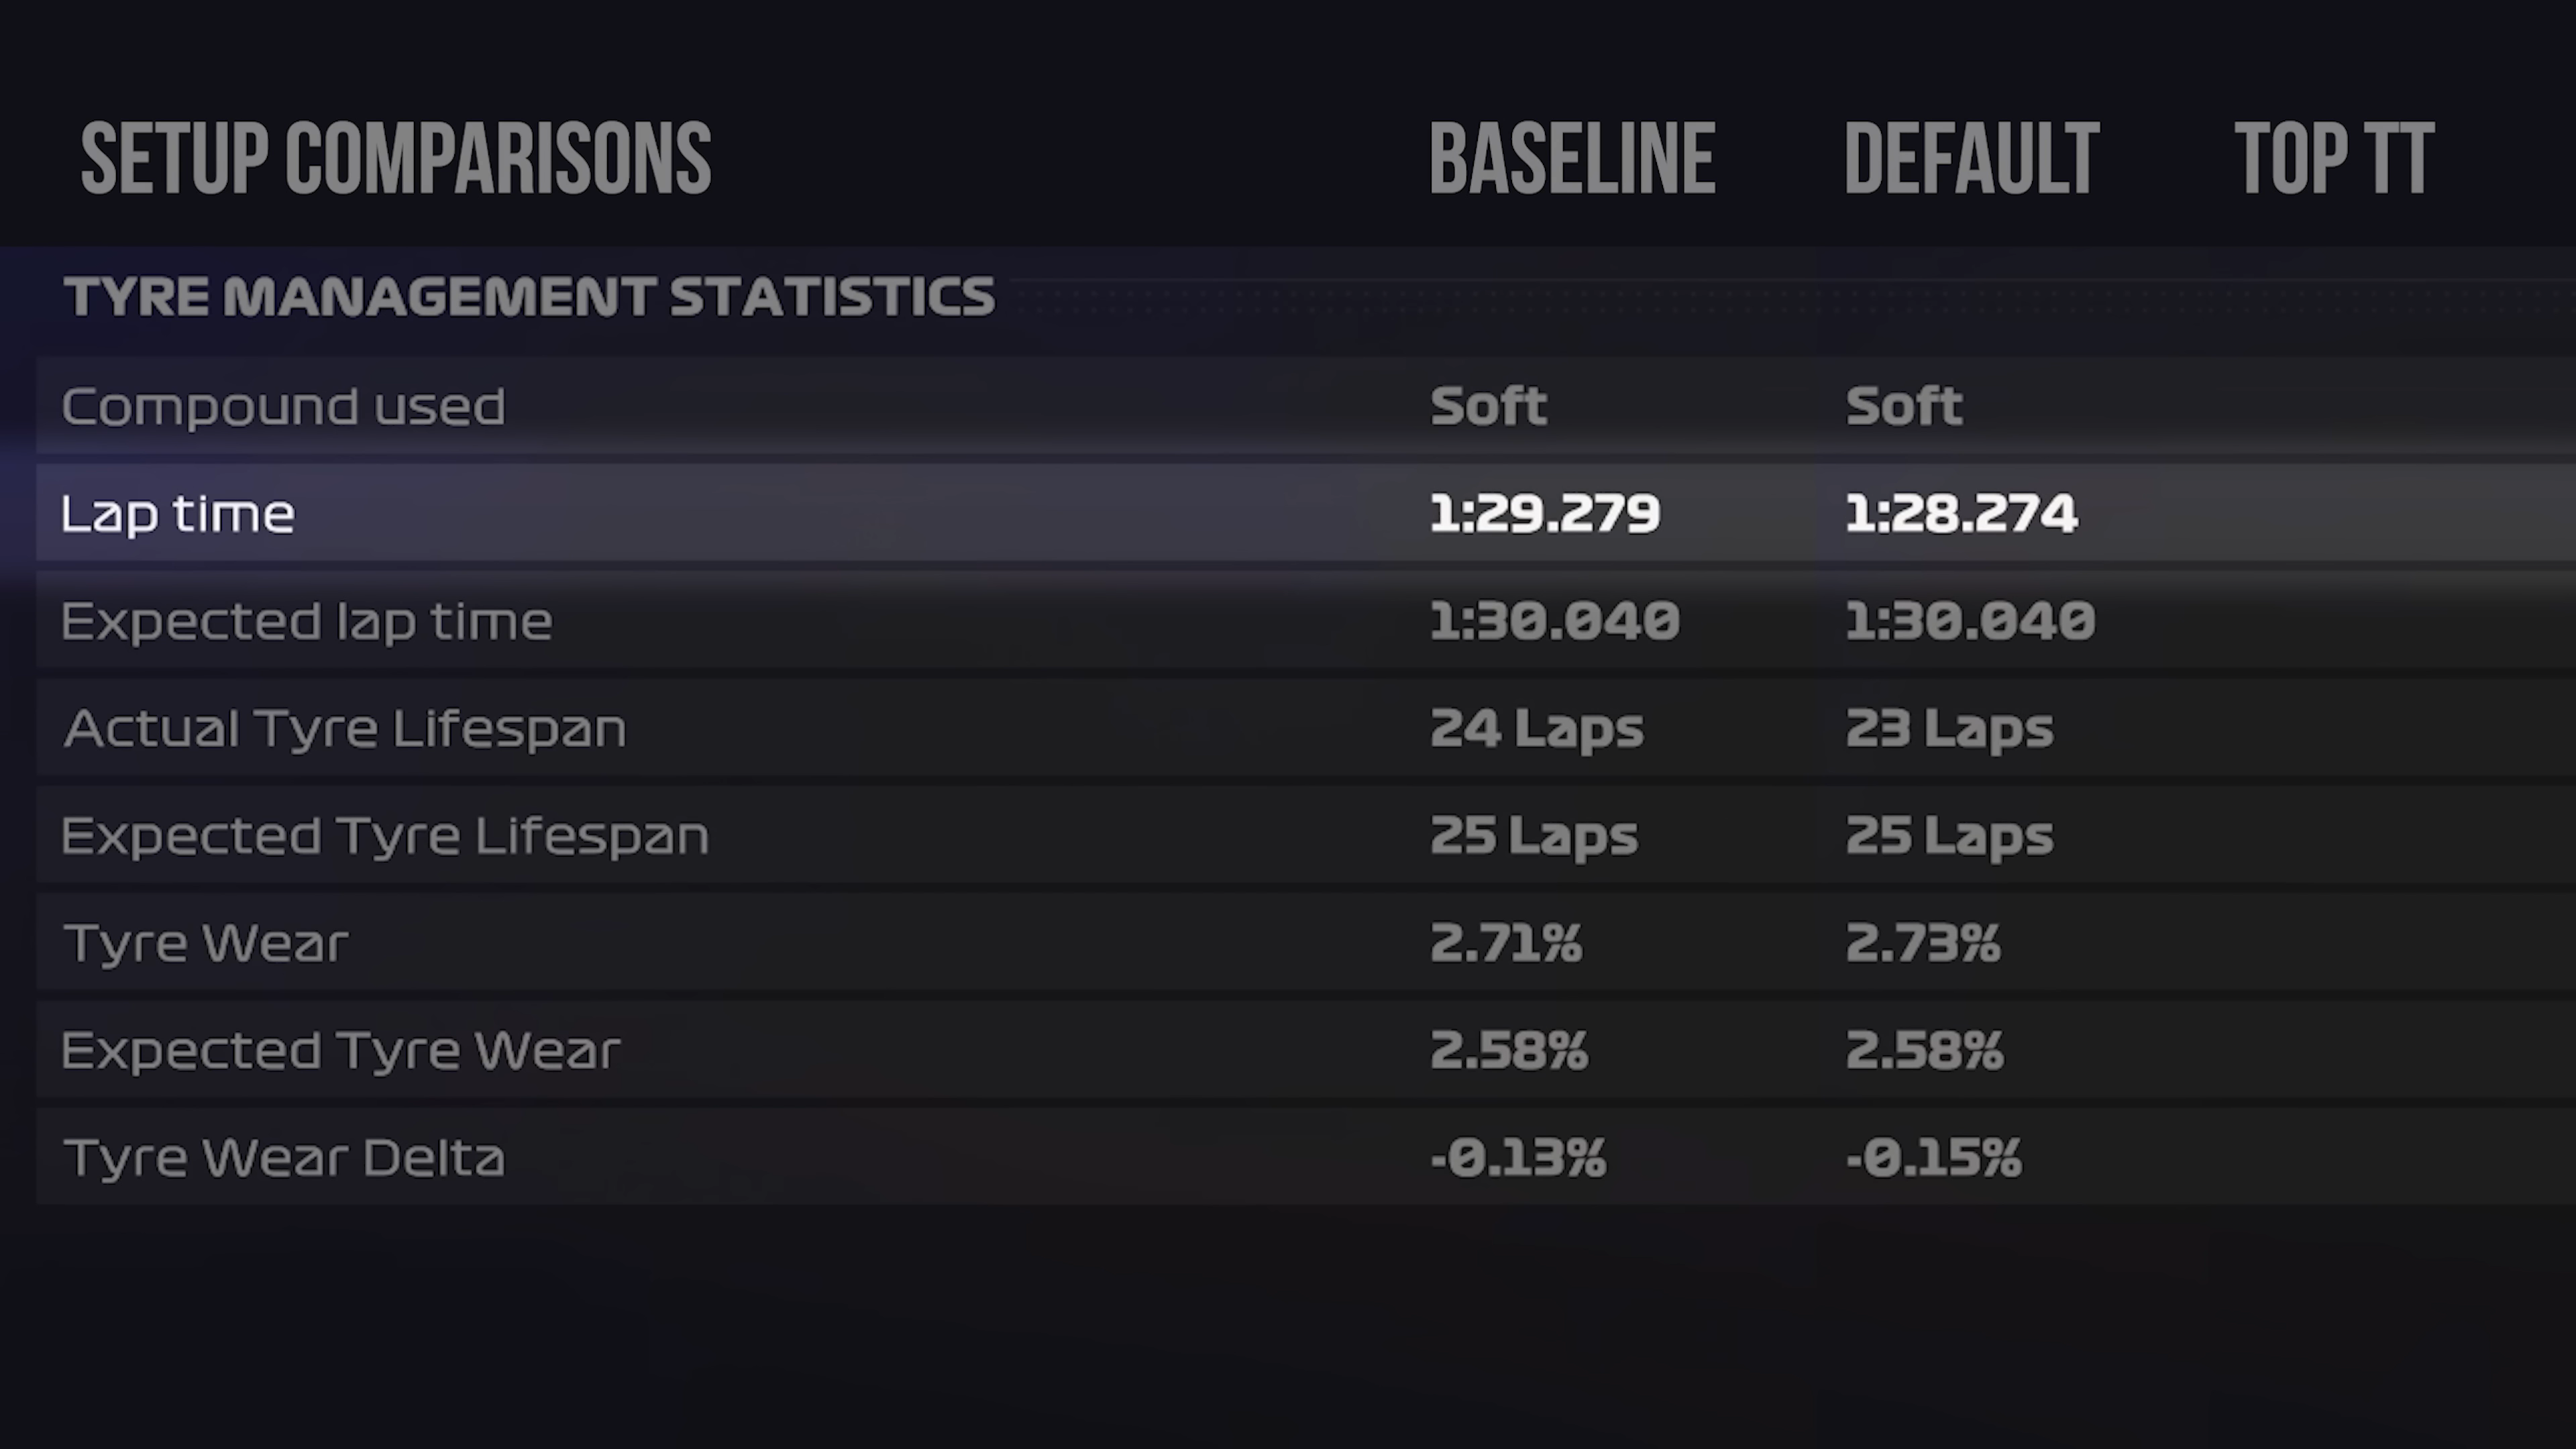 SETUP COMPARISONS BASELINE DEFAULT TOP TT
TYRE MANAGEMENT STATISTICS
Compound used Soft Soft
Lap time 1:29.279 1:28.274
Expected lap time 1:30.040 1:30.040
Actual Tyre Lifespan 24 Laps 23 Laps
Expected Tyre Lifespan 25 Laps 25 Laps
Tyre Wear 2.71% 2.73%
Expected Tyre Wear 2.58% 2.58%
Tyre Wear Delta -0.13% -0.15%